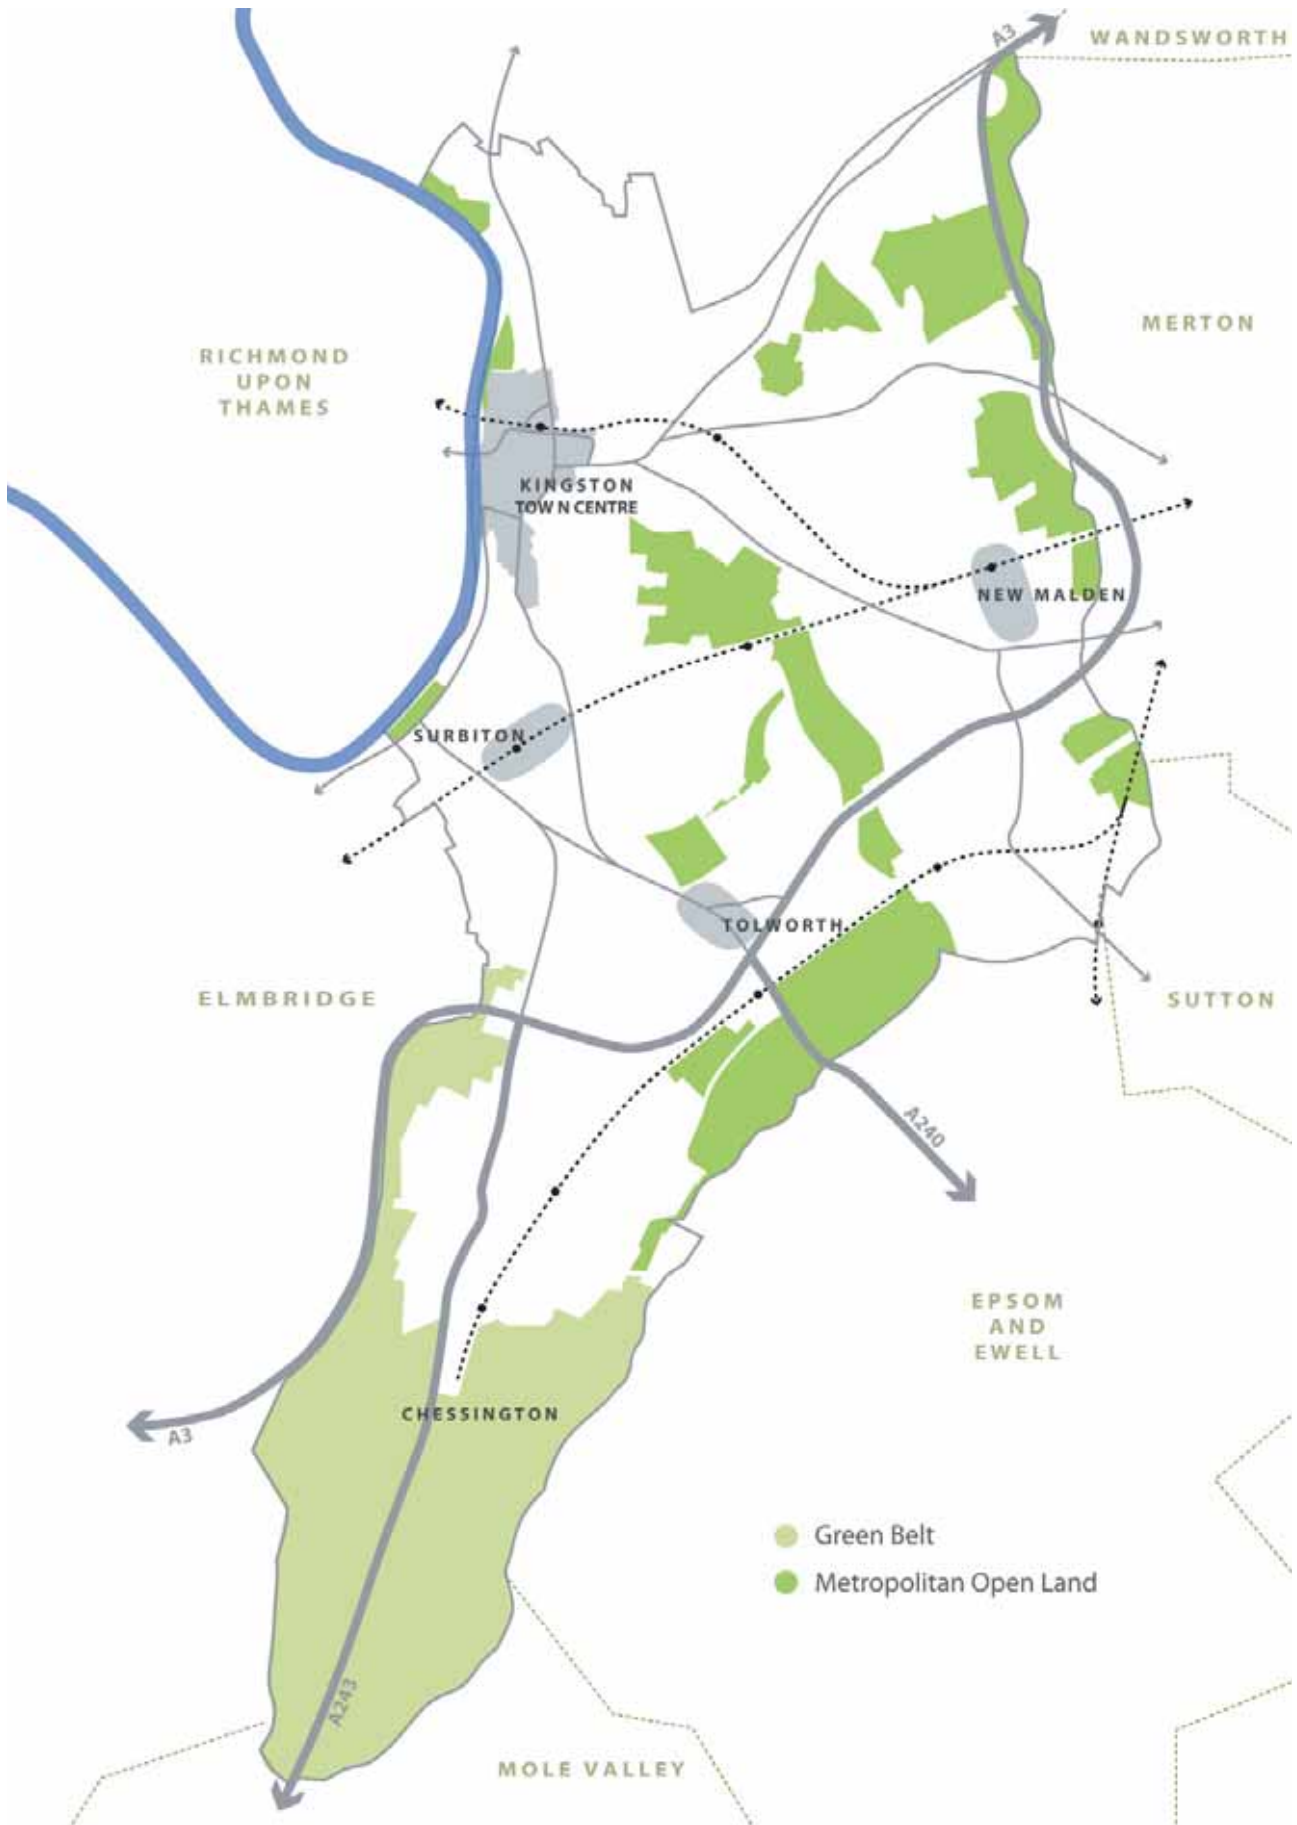 A3
WANDSWORTH
MERTON
RICHMOND
UPON
THAMES
KINGSTON
TOWN CENTRE
NEW MALDEN
SURBITON
TOLWORTH
ELMBRIDGE
SUTTON
A240
EPSOM
AND
EWELL
CHESSINGTON
A3
Green Belt
Metropolitan Open Land
A243
MOLE VALLEY